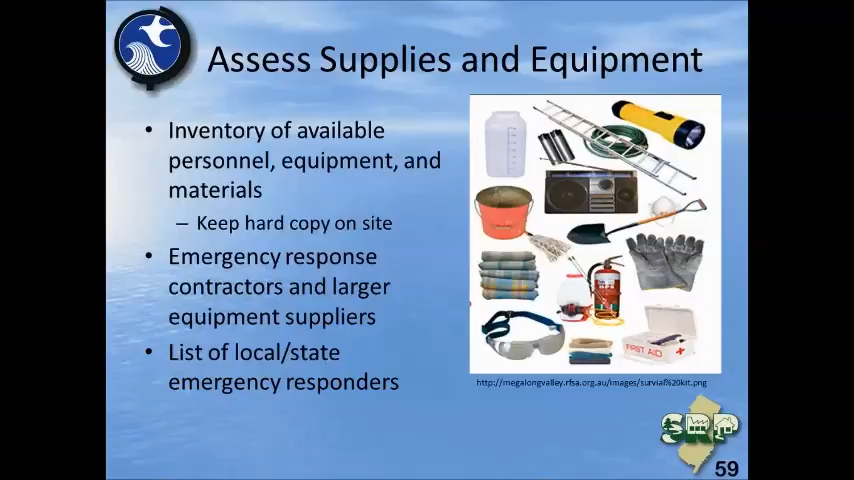 Assess Supplies and Equipment
• Inventory of available
personnel, equipment, and
materials
– Keep hard copy on site
• Emergency response
contractors and larger
equipment suppliers
• List of local/state
emergency responders
FIRST AID
http://megalongvalley.rfsa.org.au/images/survial%20kit.png
SRP
59